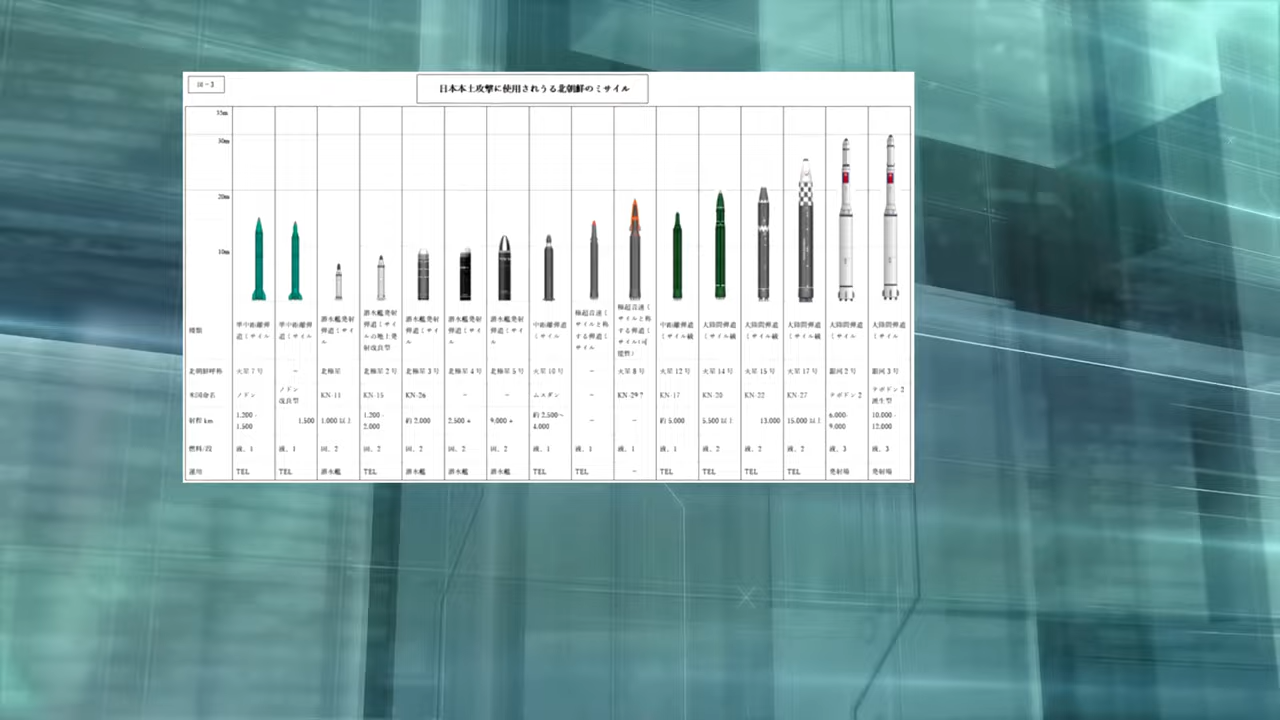 図-3
日本本土攻撃に使用されうる北朝鮮のミサイル
35m
30m
20m
10m
種類 準中距離弾道ミサイル 準中距離弾道ミサイル 潜水艦発射弾道ミサイル 潜水艦発射弾道ミサイルの地上発射改良型 潜水艦発射弾道ミサイル 潜水艦発射弾道ミサイル 潜水艦発射弾道ミサイル 中距離弾道ミサイル 極超音速ミサイルと称する弾道ミサイル 極超音速ミサイルと称する弾道ミサイル(可能性) 中距離弾道ミサイル級 大陸間弾道ミサイル級 大陸間弾道ミサイル級 大陸間弾道ミサイル級 大陸間弾道ミサイル 大陸間弾道ミサイル
北朝鮮呼称 火星7号 - 北極星 北極星2号 北極星3号 北極星4号 北極星5号 火星10号 - 火星8号 火星12号 火星14号 火星15号 火星17号 銀河2号 銀河3号
米国命名 ノドン ノドン改良型 KN-11 KN-15 KN-26 - - ムスダン - KN-29? KN-17 KN-20 KN-22 KN-27 テポドン2 テポドン2派生型
射程km 1,200-1,500 1,500 1,000以上 1,200-2,000 約2,000 2,500+ 9,000+ 約2,500~4,000 - - 約5,000 5,500以上 13,000 15,000以上 6,000-9,000 10,000-12,000
燃料/段 液、1 液、1 固、2 固、2 固、2 固、2 固、2 液、1 液、1 液、1 液、1 液、2 液、2 液、2 液、3 液、3
運用 TEL TEL 潜水艦 TEL 潜水艦 潜水艦 潜水艦 TEL TEL - TEL TEL TEL TEL 発射場 発射場